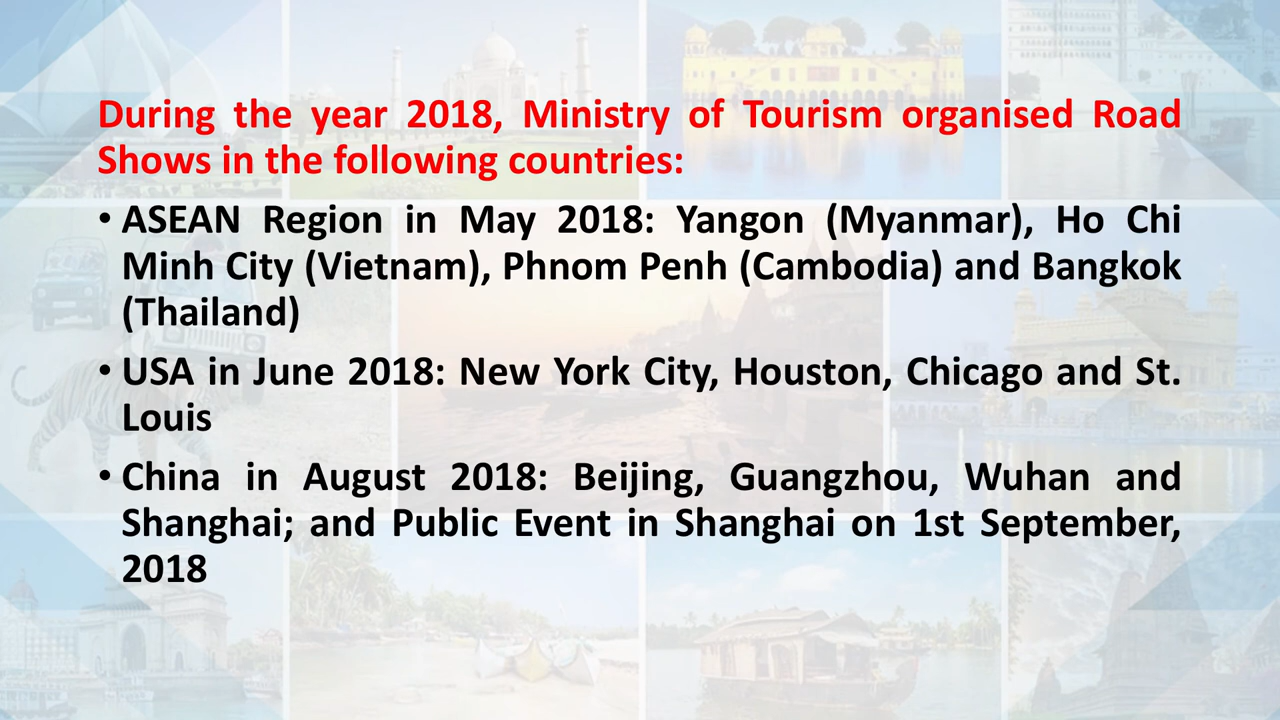 During the year 2018, Ministry of Tourism organised Road
Shows in the following countries:
• ASEAN Region in May 2018: Yangon (Myanmar), Ho Chi
Minh City (Vietnam), Phnom Penh (Cambodia) and Bangkok
(Thailand)
• USA in June 2018: New York City, Houston, Chicago and St.
Louis
• China in August 2018: Beijing, Guangzhou, Wuhan and
Shanghai; and Public Event in Shanghai on 1st September,
2018